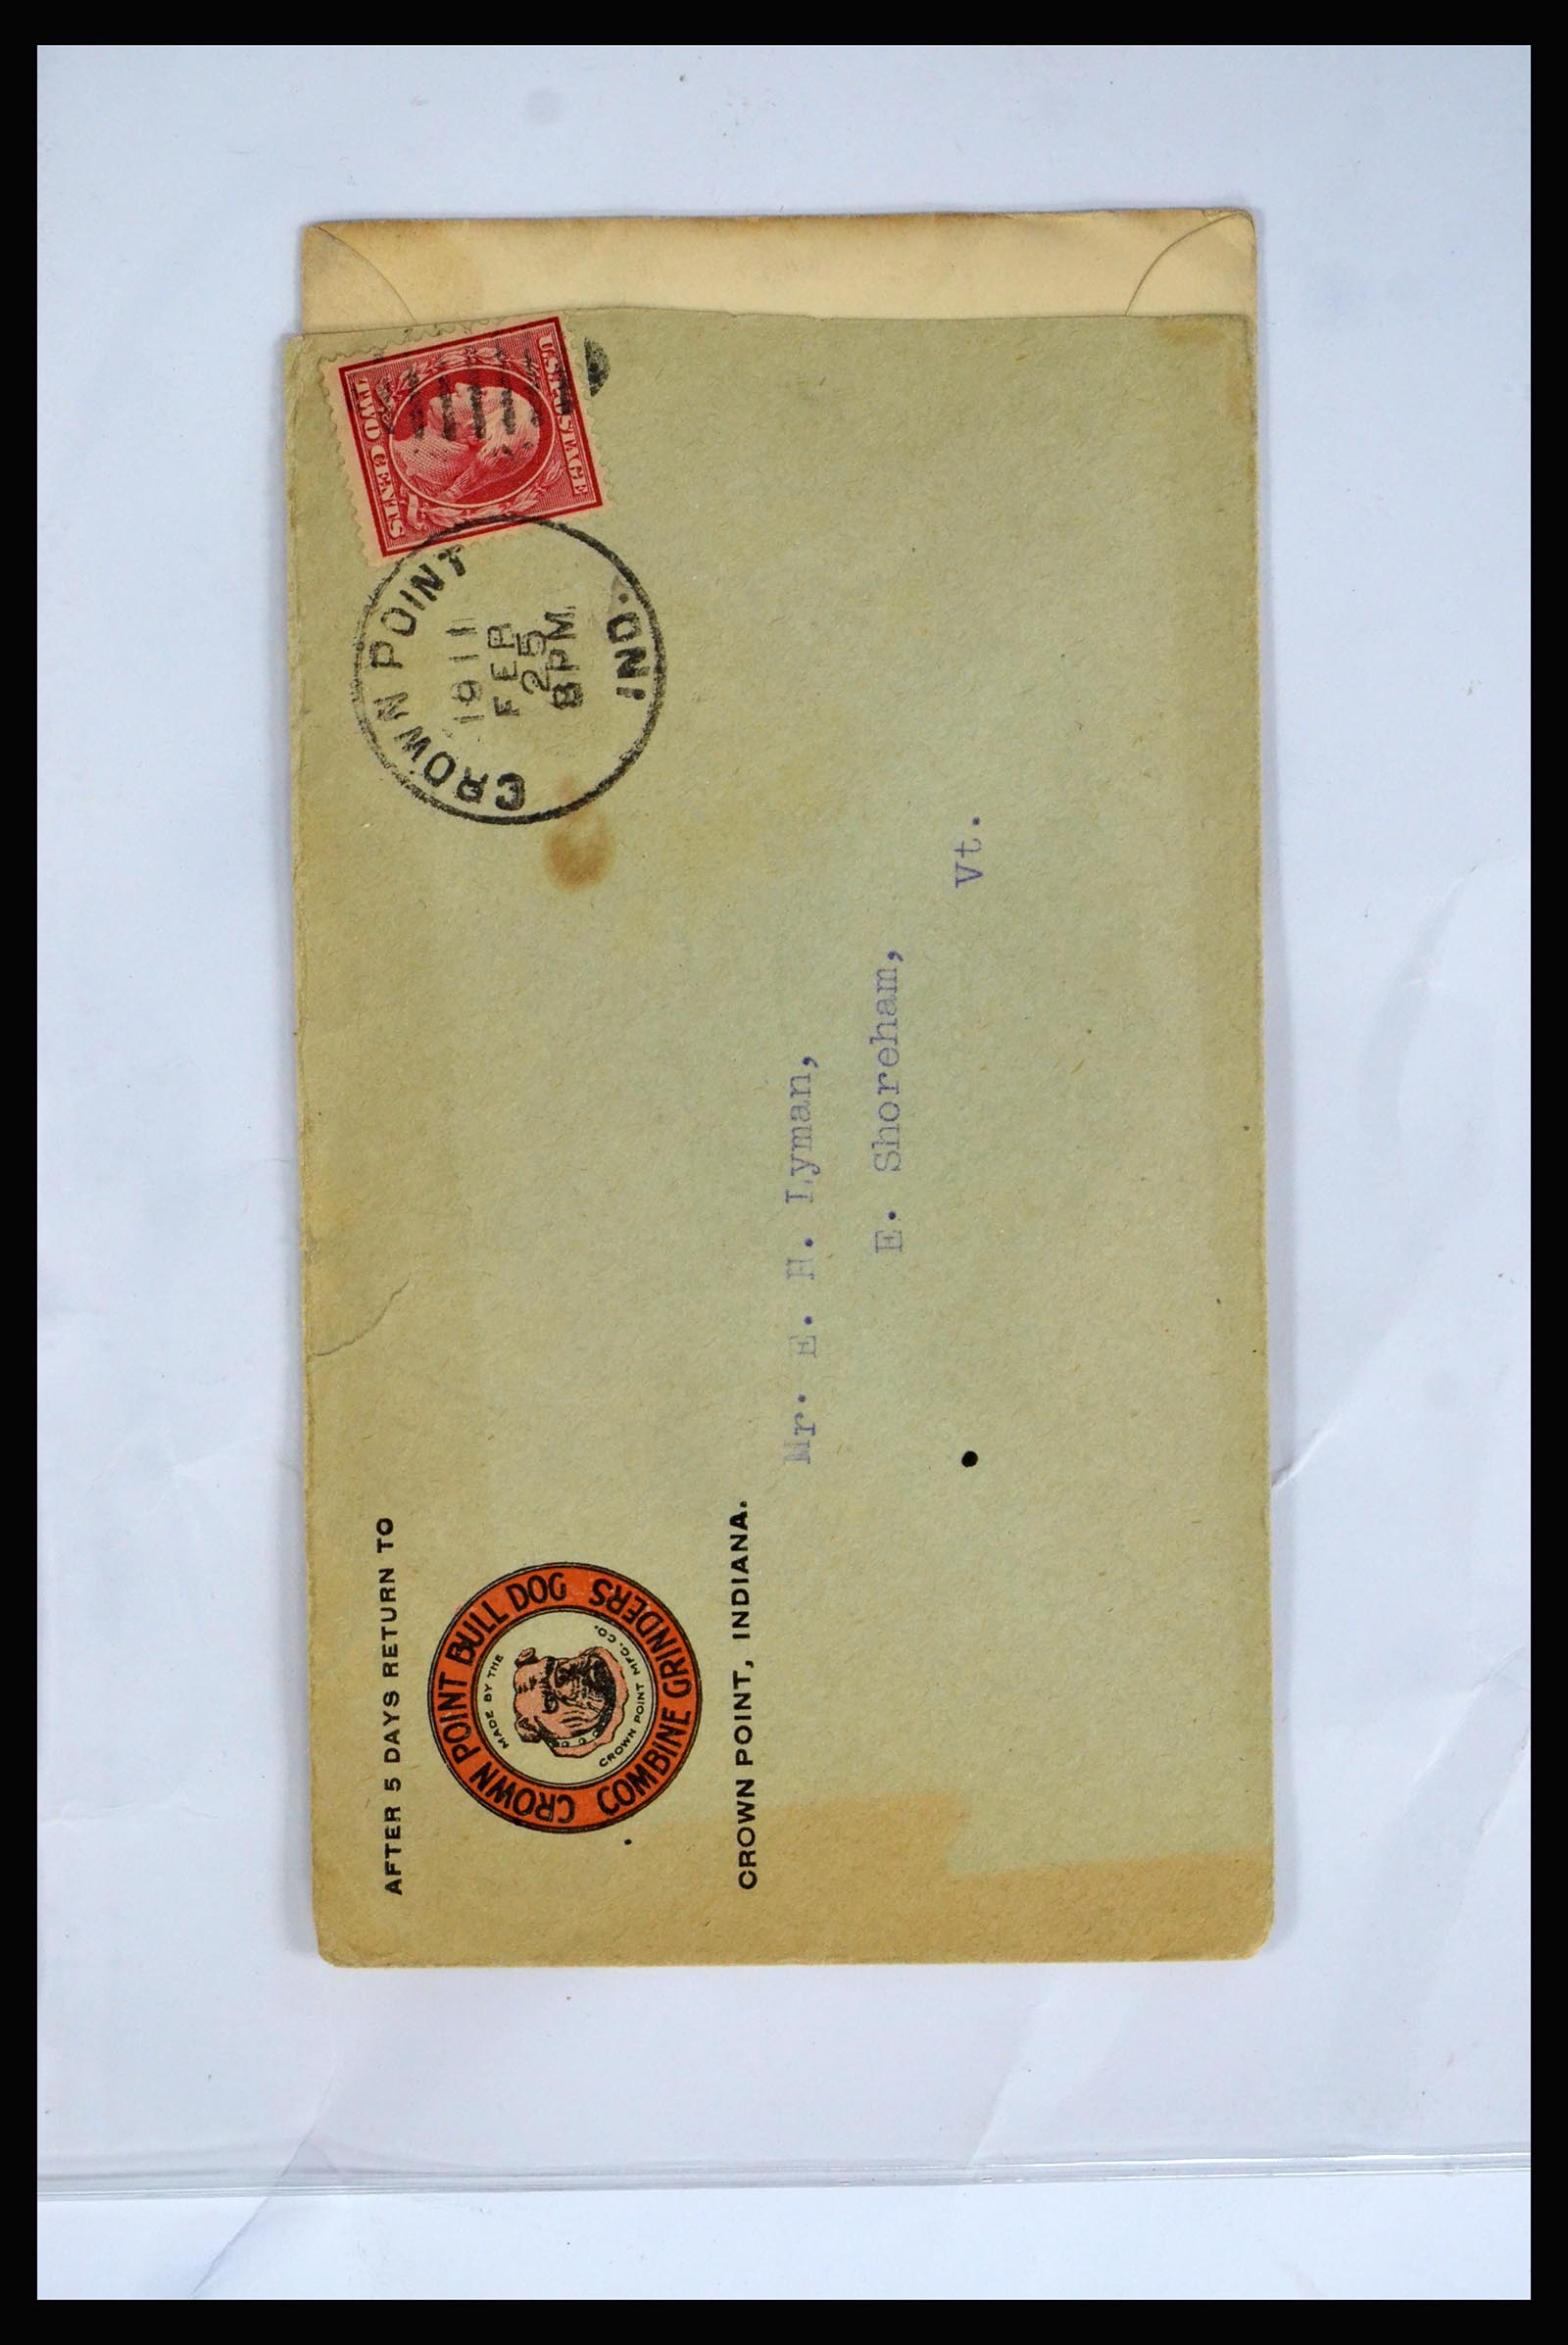 AFTER 5 DAYS RETURN TO
CROWN POINT BULL DOG
COMBINE GRINDERS
MADE BY THE
CROWN POINT MFG. CO.
CROWN POINT, INDIANA.
U.S. POSTAGE
TWO CENTS
CROWN POINT
1911
FEB
25
8PM
IND.
Mr. E. H. Lyman,
E. Shoreham,
Vt.